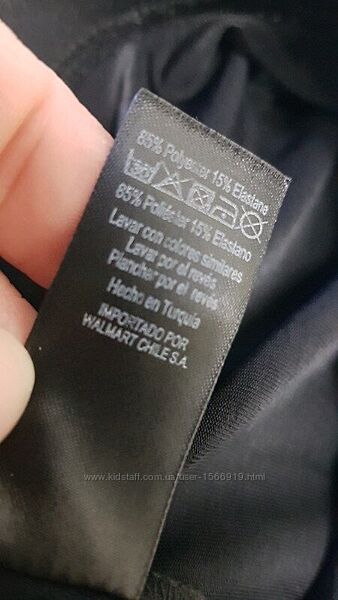 85% Polyester 15% Elastane
85% Poliéster 15% Elastano
Lavar con colores similares
Lavar por el revés
Planchar por el revés
Hecho en Turquía
IMPORTADO POR
WALMART CHILE S.A.
www.kidstaff.com.ua/user-1566919.html